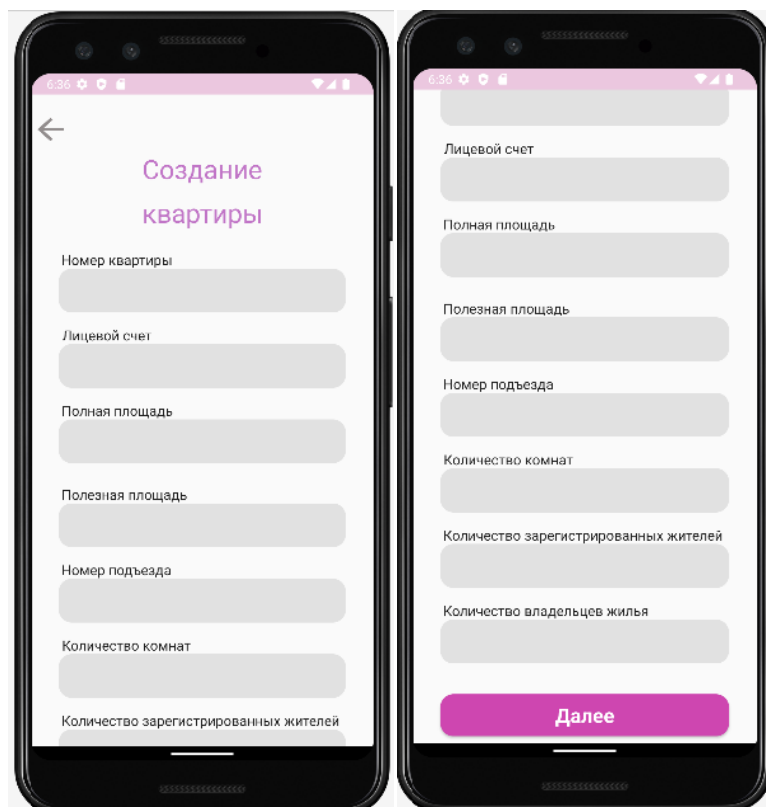 6:36
Создание
квартиры
Номер квартиры
Лицевой счет
Полная площадь
Полезная площадь
Номер подъезда
Количество комнат
Количество зарегистрированных жителей
6:36
Лицевой счет
Полная площадь
Полезная площадь
Номер подъезда
Количество комнат
Количество зарегистрированных жителей
Количество владельцев жилья
Далее